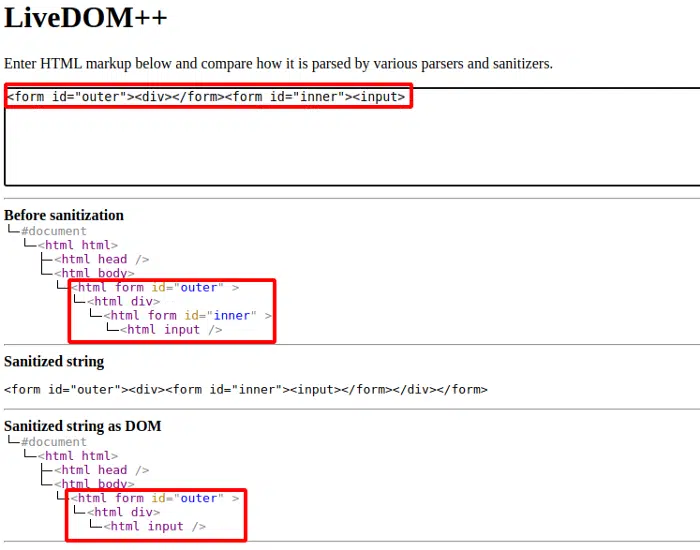 LiveDOM++
Enter HTML markup below and compare how it is parsed by various parsers and sanitizers.
<form id="outer"><div></form><form id="inner"><input>
Before sanitization
#document
<html html>
<html head />
<html body>
<html form id="outer" >
<html div>
<html form id="inner" >
<html input />
Sanitized string
<form id="outer"><div><form id="inner"><input></form></div></form>
Sanitized string as DOM
#document
<html html>
<html head />
<html body>
<html form id="outer" >
<html div>
<html input />